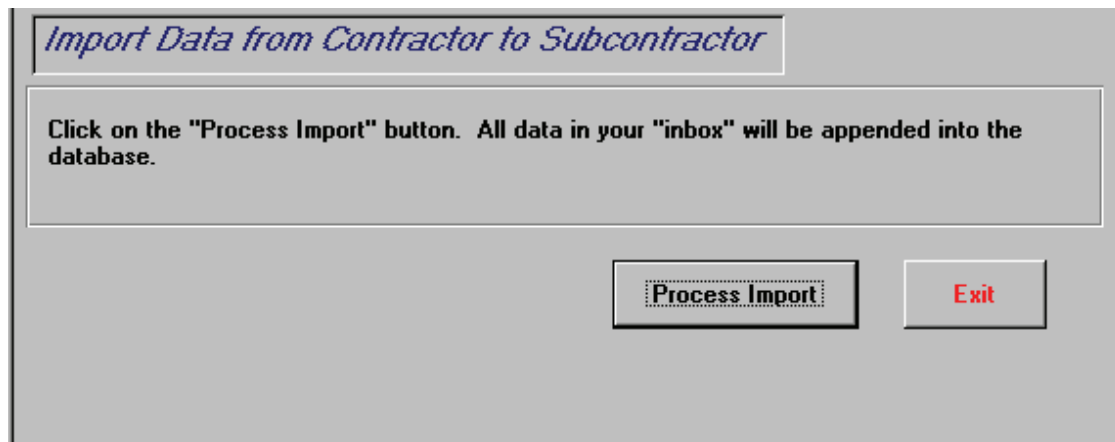 Import Data from Contractor to Subcontractor
Click on the "Process Import" button.  All data in your "inbox" will be appended into the
database.
Process Import
Exit